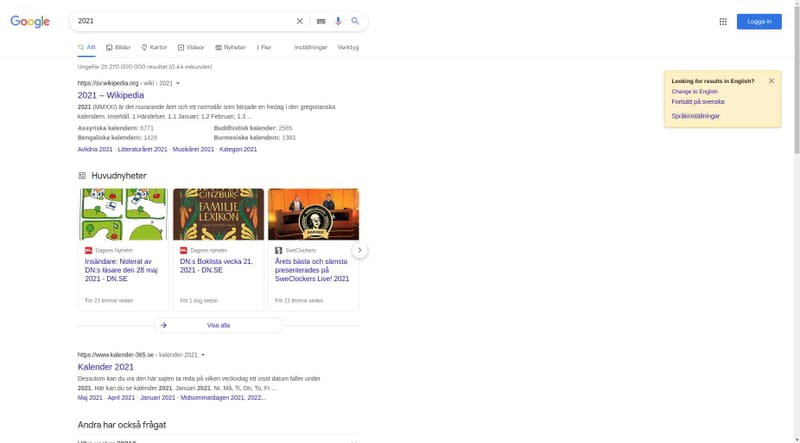 Google
2021
Logga in
Allt
Bilder
Kartor
Videor
Nyheter
Fler
Inställningar
Verktyg
Ungefär 25 270 000 000 resultat (0,44 sekunder)
Looking for results in English?
Change to English
Fortsätt på svenska
Språkinställningar
https://sv.wikipedia.org › wiki › 2021
2021 – Wikipedia
2021 (MMXXI) är det nuvarande året och ett normalår som började en fredag i den gregorianska
kalendern. Innehåll. 1 Händelser. 1.1 Januari; 1.2 Februari; 1.3 ...
Assyriska kalendern: 6771
Buddhistisk kalender: 2565
Bengaliska kalendern: 1428
Burmesiska kalendern: 1383
Avlidna 2021 · Litteraturåret 2021 · Musikåret 2021 · Kategori:2021
Huvudnyheter
GINZBURG
FAMILJE
LEXIKON
Dagens nyheter
Insändare: Noterat av
DN:s läsare den 28 maj
2021 - DN.SE
För 23 timmar sedan
Dagens nyheter
DN:s Boklista vecka 21,
2021 - DN.SE
För 1 dag sedan
SweClockers
Årets bästa och sämsta
presenterades på
SweClockers Live! 2021
För 22 timmar sedan
Visa alla
https://www.kalender-365.se › kalender-2021
Kalender 2021
Dessutom kan du via den här sajten ta reda på vilken veckodag ett visst datum faller under
2021. Här kan du se kalender 2021. Januari 2021. Nr, Må, Ti, On, To, Fr ...
Maj 2021 · April 2021 · Januari 2021 · Midsommardagen 2021, 2022...
Andra har också frågat